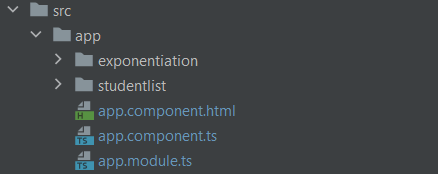 src
app
exponentiation
studentlist
app.component.html
app.component.ts
app.module.ts